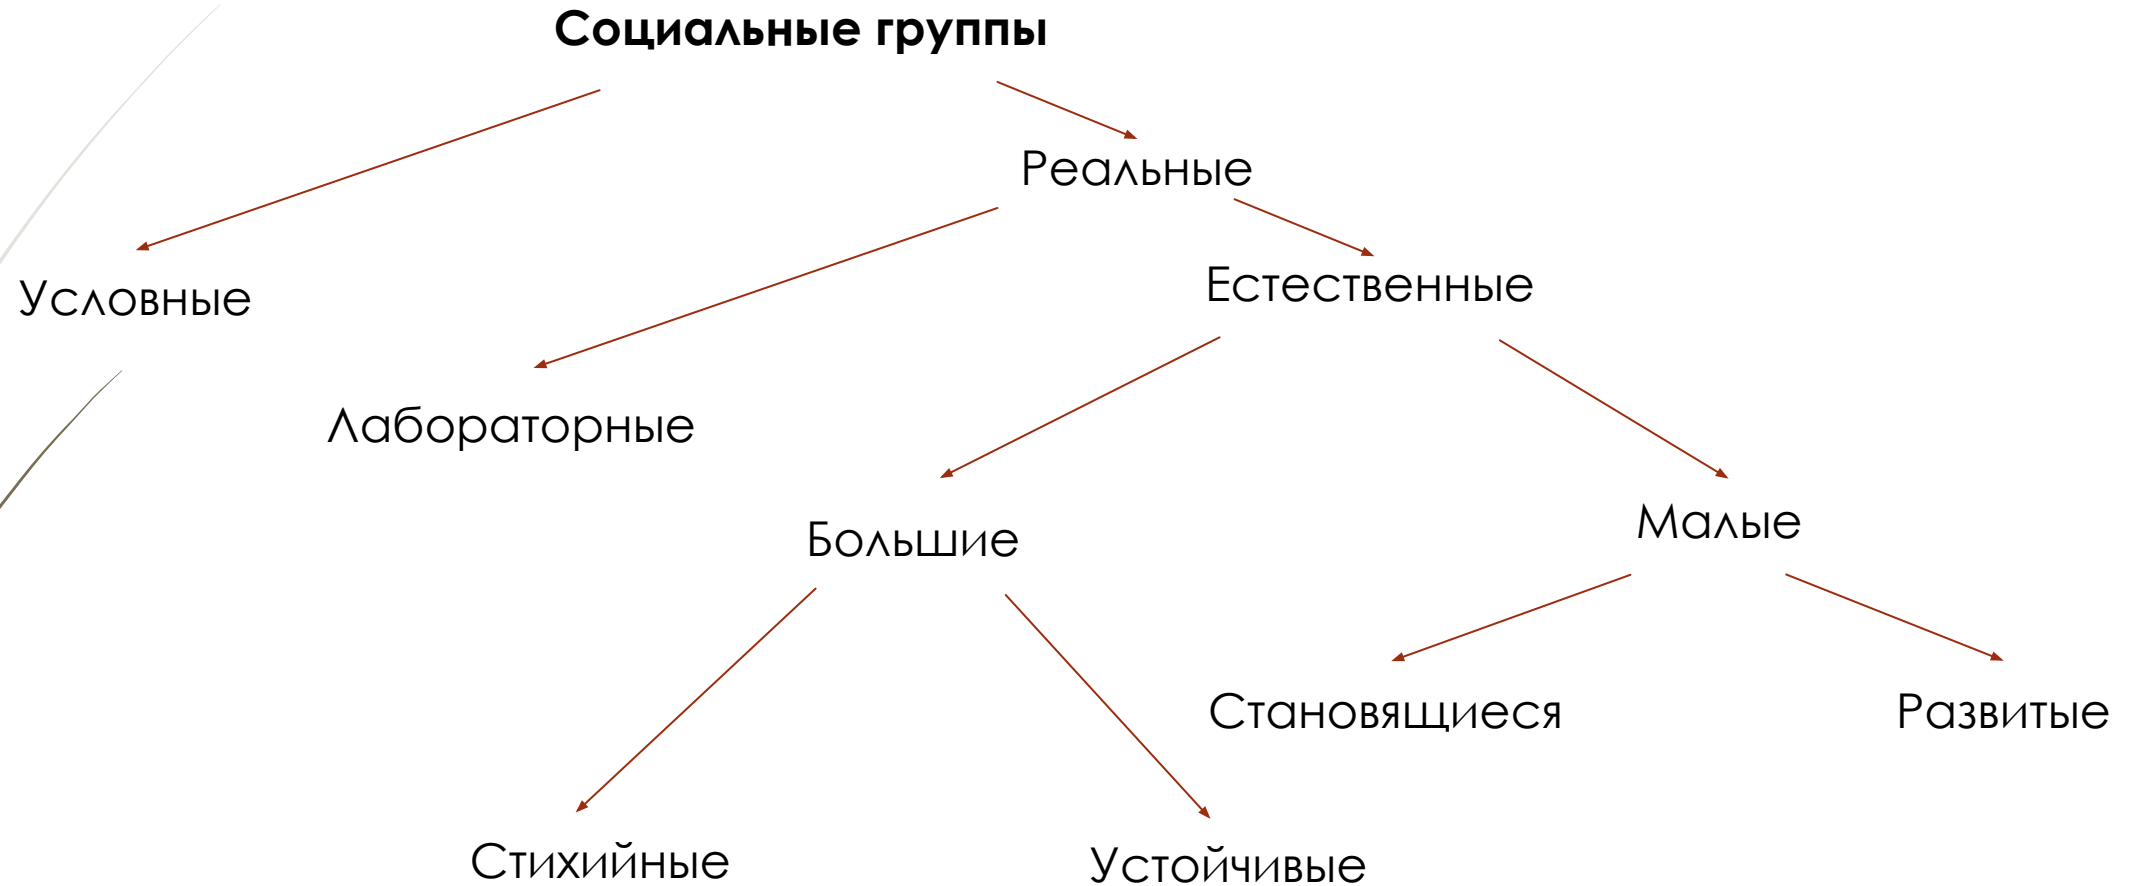 Социальные группы
Реальные
Условные
Естественные
Лабораторные
Большие
Малые
Становящиеся
Развитые
Стихийные
Устойчивые